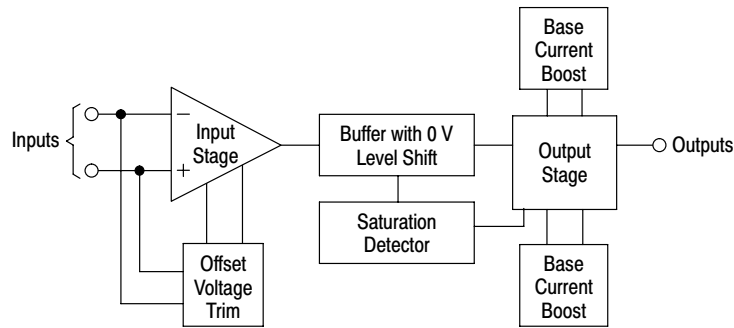 Base
Current
Boost
Inputs
−
+
Input
Stage
Buffer with 0 V
Level Shift
Output
Stage
Outputs
Saturation
Detector
Offset
Voltage
Trim
Base
Current
Boost